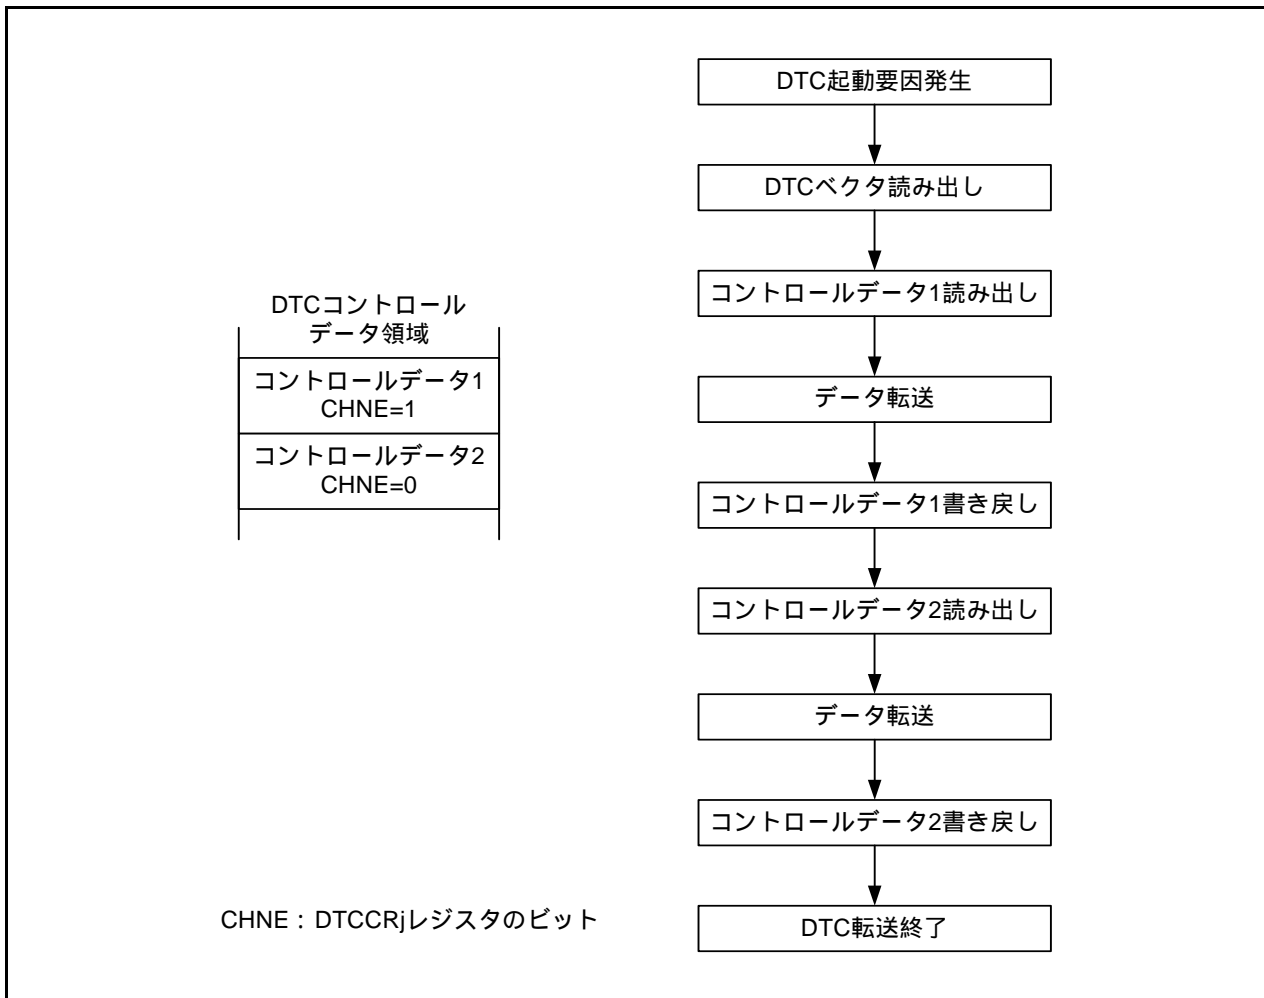 DTC起動要因発生
DTCベクタ読み出し
コントロールデータ1読み出し
データ転送
コントロールデータ1書き戻し
コントロールデータ2読み出し
データ転送
コントロールデータ2書き戻し
DTC転送終了
DTCコントロール
データ領域
コントロールデータ1
CHNE=1
コントロールデータ2
CHNE=0
CHNE：DTCCRjレジスタのビット